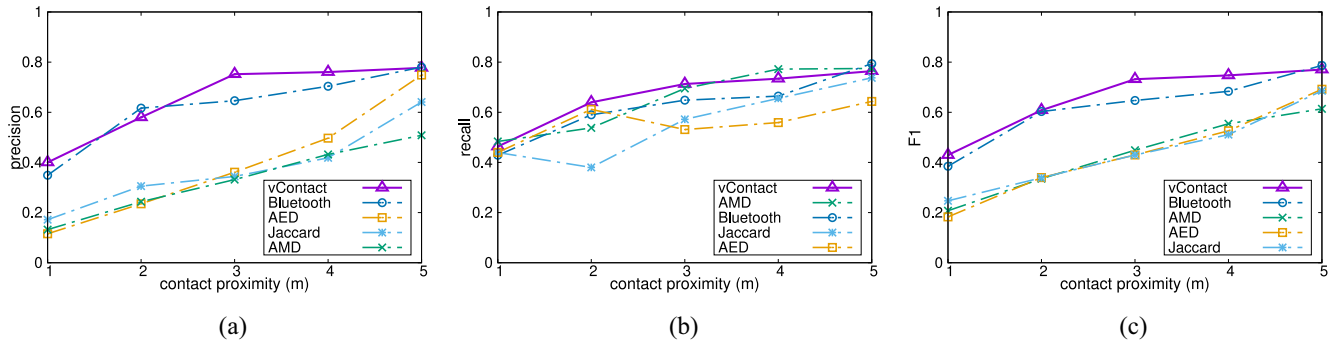 1
0.8
0.6
0.4
0.2
0
precision
1
2
3
4
5
contact proximity (m)
vContact
Bluetooth
AED
Jaccard
AMD
(a)
1
0.8
0.6
0.4
0.2
0
recall
1
2
3
4
5
contact proximity (m)
vContact
AMD
Bluetooth
Jaccard
AED
(b)
1
0.8
0.6
0.4
0.2
0
F1
1
2
3
4
5
contact proximity (m)
vContact
Bluetooth
AMD
AED
Jaccard
(c)